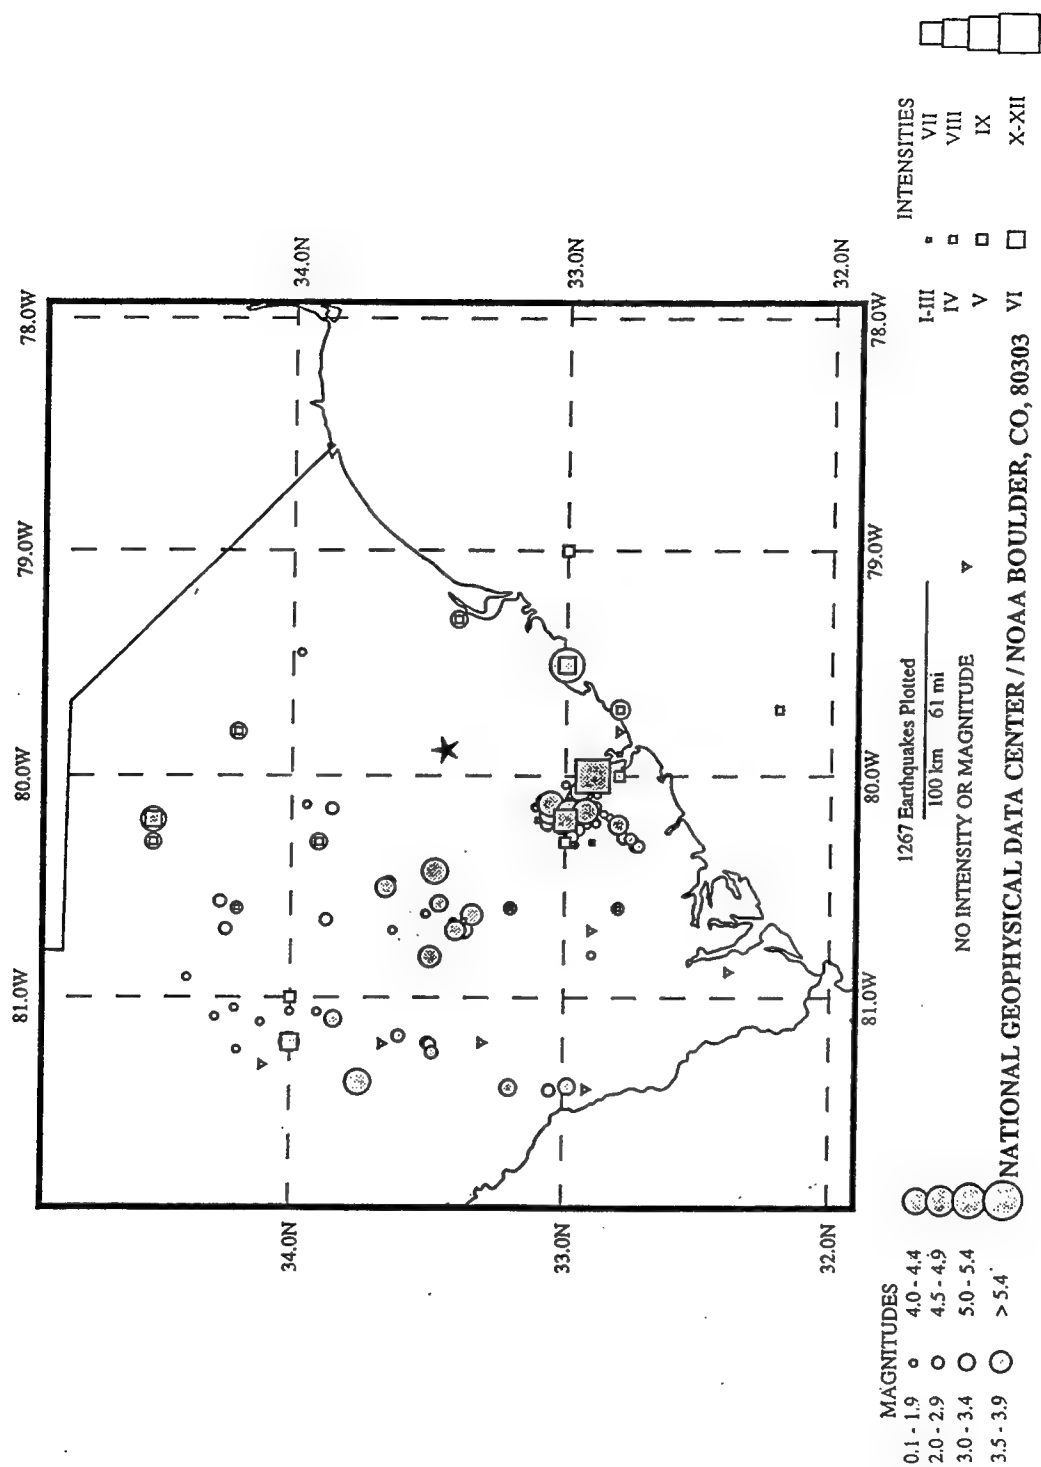 81.0W 80.0W 79.0W 78.0W
34.0N 34.0N
33.0N 33.0N
32.0N 32.0N
81.0W 80.0W 79.0W 78.0W
MAGNITUDES
0.1 - 1.9 4.0 - 4.4
2.0 - 2.9 4.5 - 4.9
3.0 - 3.4 5.0 - 5.4
3.5 - 3.9 > 5.4
1267 Earthquakes Plotted
100 km 61 mi
NO INTENSITY OR MAGNITUDE
INTENSITIES
I-III VII
IV VIII
V IX
VI X-XII
NATIONAL GEOPHYSICAL DATA CENTER / NOAA BOULDER, CO, 80303